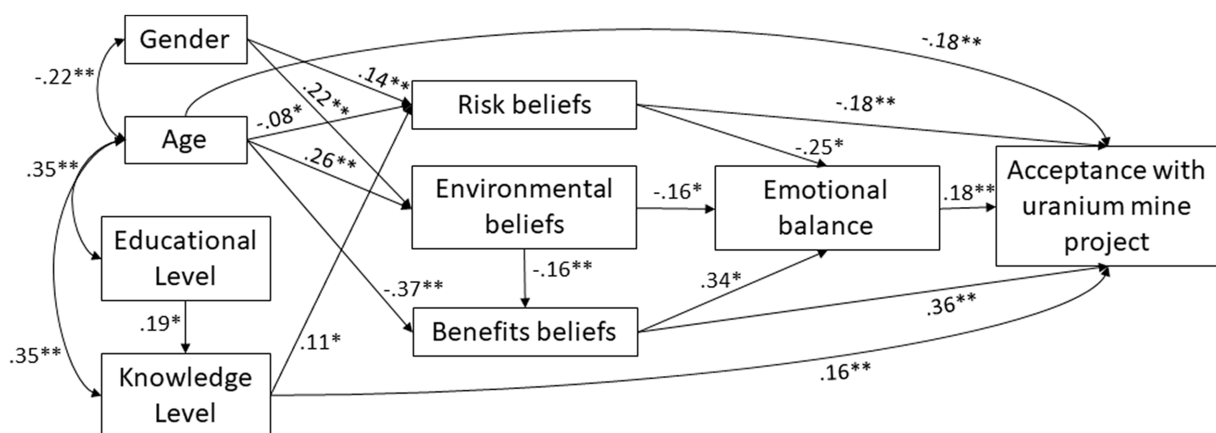 Gender
-.22**
Age
.35**
Educational
Level
.19*
.35**
Knowledge
Level
.14**
.22**
-.08*
.26**
-.37**
.11*
Risk beliefs
Environmental
beliefs
-.16**
Benefits beliefs
-.18**
-.18**
-.25*
-.16*
.34*
Emotional
balance
.18**
.36**
.16**
Acceptance with
uranium mine
project